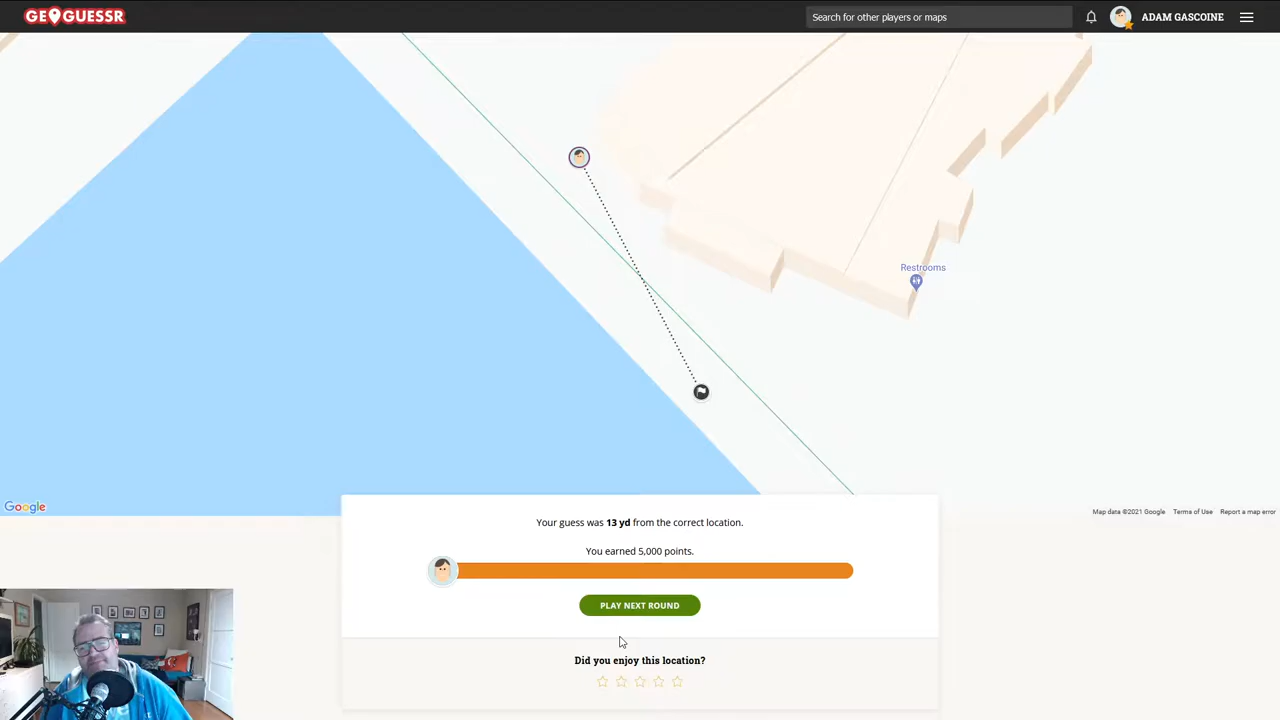 GEOGUESSR
Search for other players or maps
ADAM GASCOINE
Restrooms
Google
Map data ©2021 Google
Terms of Use
Report a map error
Your guess was 13 yd from the correct location.
You earned 5,000 points.
PLAY NEXT ROUND
Did you enjoy this location?